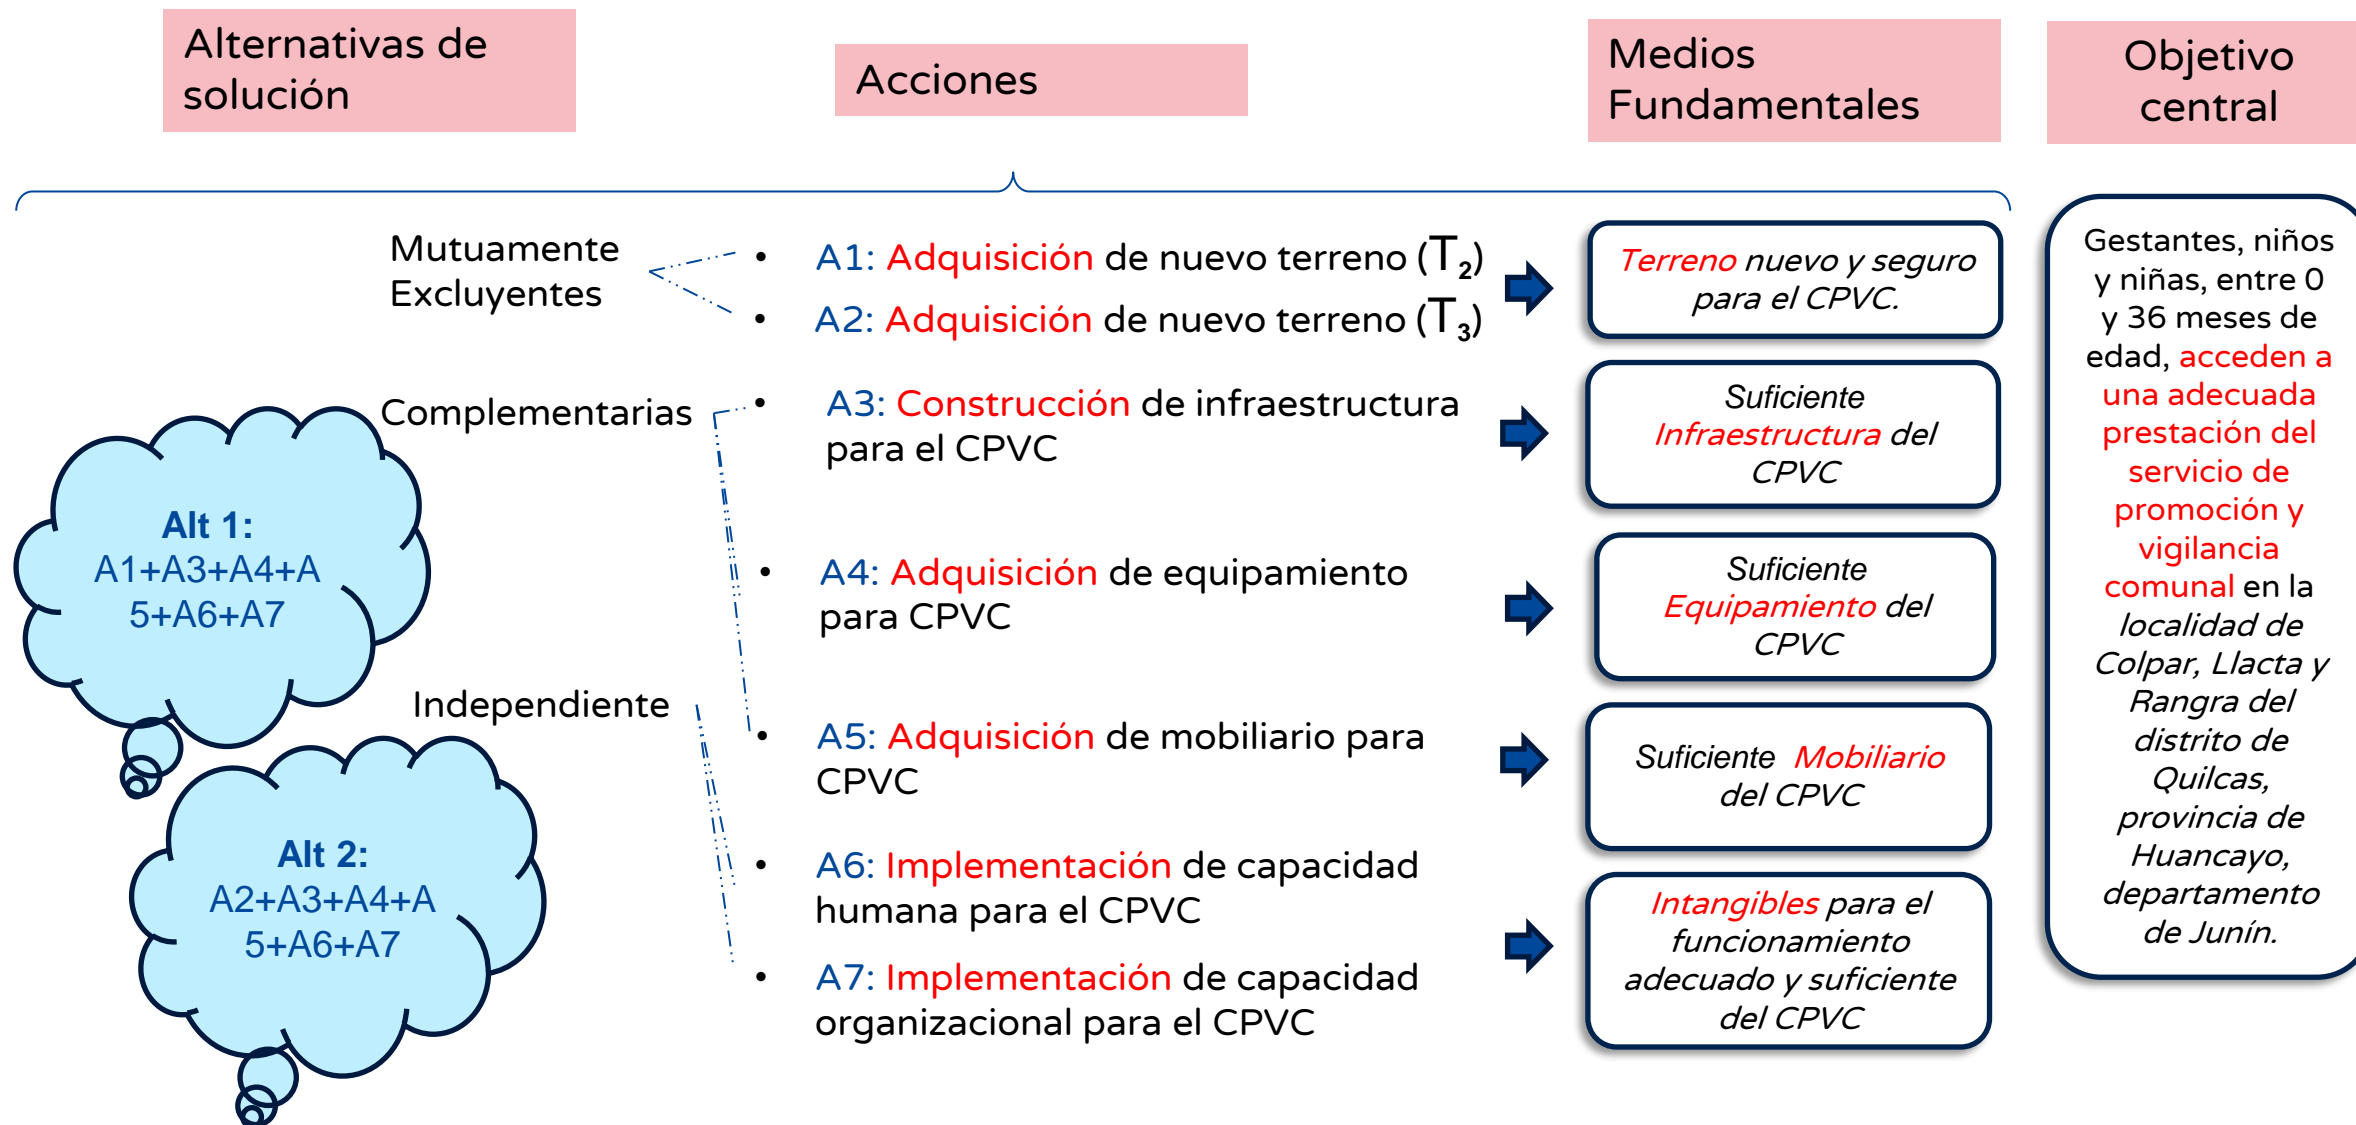 Alternativas de
solución
Acciones
Medios
Fundamentales
Objetivo
central
Mutuamente
Excluyentes
• A1: Adquisición de nuevo terreno (T2)
• A2: Adquisición de nuevo terreno (T3)
Terreno nuevo y seguro
para el CPVC.
Complementarias
• A3: Construcción de infraestructura
para el CPVC
Suficiente
Infraestructura del
CPVC
Alt 1:
A1+A3+A4+A
5+A6+A7
• A4: Adquisición de equipamiento
para CPVC
Suficiente
Equipamiento del
CPVC
Independiente
• A5: Adquisición de mobiliario para
CPVC
Suficiente Mobiliario
del CPVC
Alt 2:
A2+A3+A4+A
5+A6+A7
• A6: Implementación de capacidad
humana para el CPVC
• A7: Implementación de capacidad
organizacional para el CPVC
Intangibles para el
funcionamiento
adecuado y suficiente
del CPVC
Gestantes, niños
y niñas, entre 0
y 36 meses de
edad, acceden a
una adecuada
prestación del
servicio de
promoción y
vigilancia
comunal en la
localidad de
Colpar, Llacta y
Rangra del
distrito de
Quilcas,
provincia de
Huancayo,
departamento
de Junín.